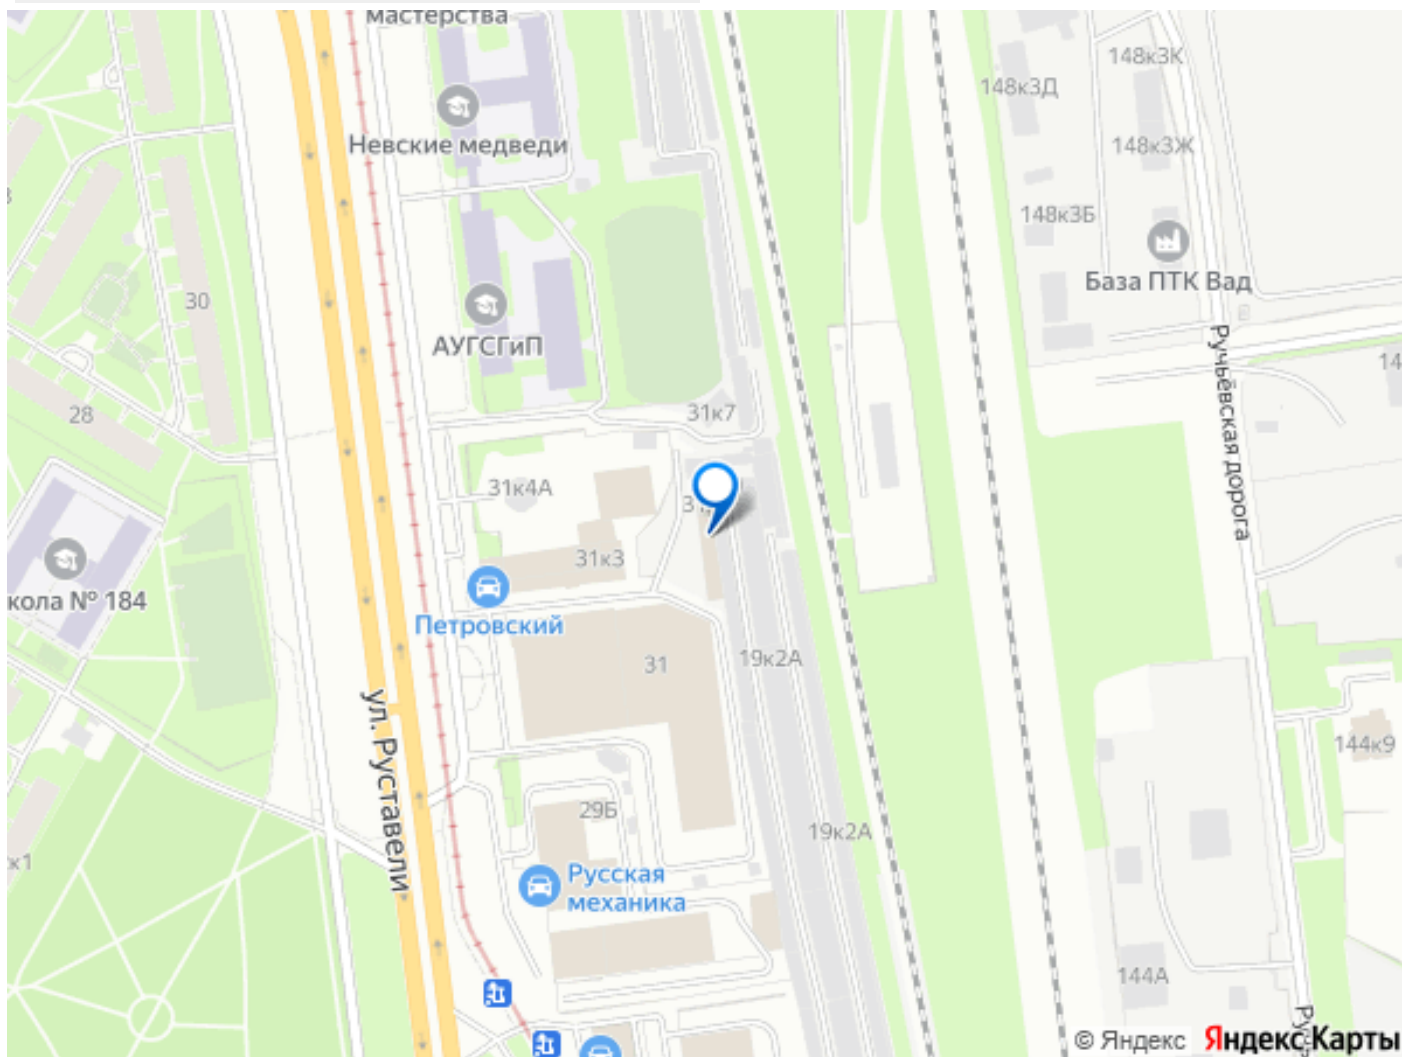 мастерства
148к3К
148к3Д
Невские медведи
148к3Ж
148к3Б
База ПТК Вад
30
АУГСГиП
Ручьёвская дорога
14
28
31к7
31к4А
31к3
кола № 184
Петровский
31
19к2А
ул. Руставели
144к9
29Б
19к2А
к1
Русская
механика
144А
© Яндекс Яндекс Карты